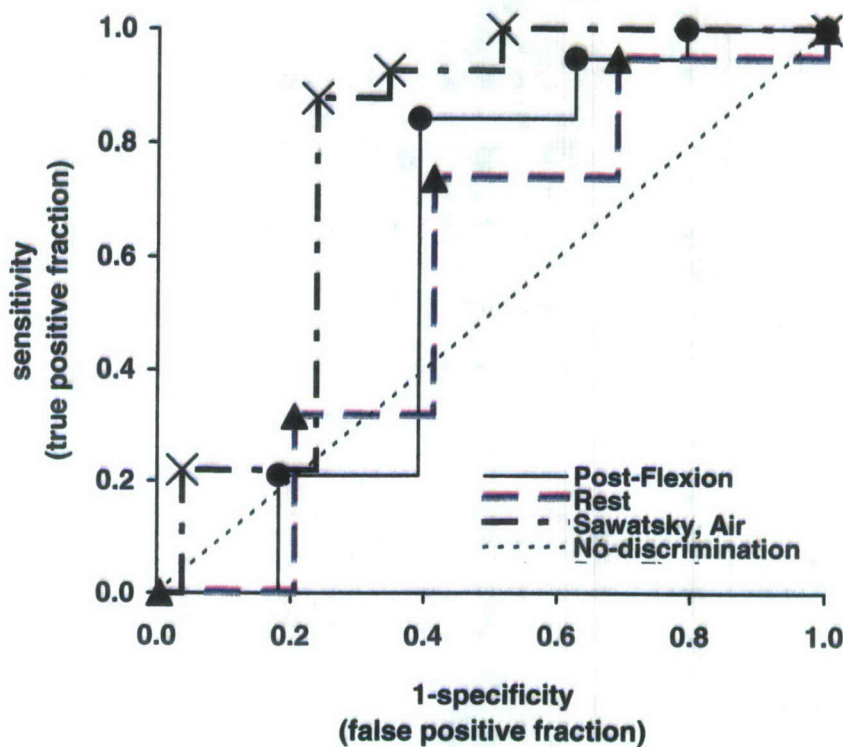 1.0
0.8
0.6
0.4
0.2
0.0
sensitivity
(true positive fraction)
Post-Flexion
Rest
Sawatsky, Air
No-discrimination
0.0 0.2 0.4 0.6 0.8 1.0
1-specificity
(false positive fraction)